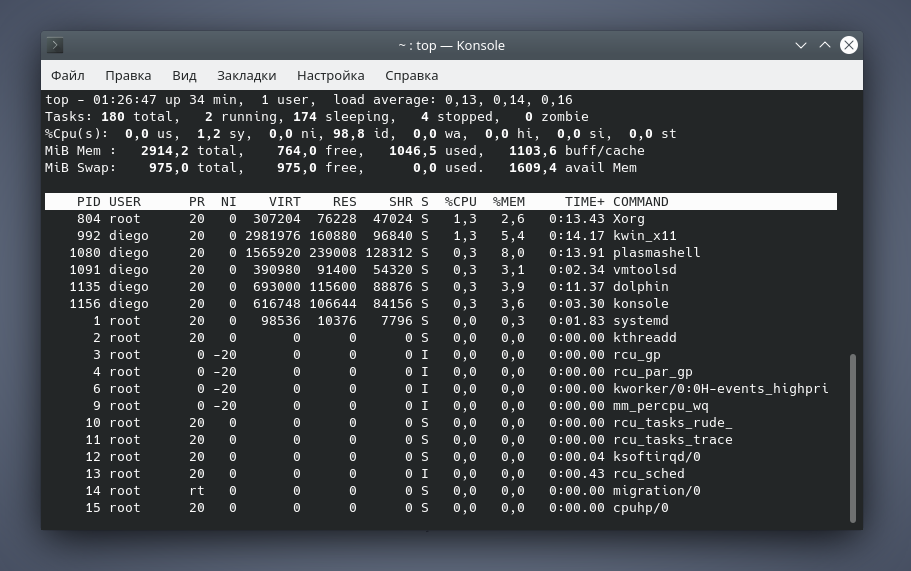 ~ : top — Konsole
Файл Правка Вид Закладки Настройка Справка
top - 01:26:47 up 34 min,  1 user,  load average: 0,13, 0,14, 0,16
Tasks: 180 total,   2 running, 174 sleeping,   4 stopped,   0 zombie
%Cpu(s):  0,0 us,  1,2 sy,  0,0 ni, 98,8 id,  0,0 wa,  0,0 hi,  0,0 si,  0,0 st
MiB Mem :   2914,2 total,    764,0 free,   1046,5 used,   1103,6 buff/cache
MiB Swap:    975,0 total,    975,0 free,      0,0 used.   1609,4 avail Mem
PID USER      PR  NI    VIRT    RES    SHR S  %CPU  %MEM     TIME+ COMMAND
804 root      20   0  307204  76228  47024 S   1,3   2,6   0:13.43 Xorg
992 diego     20   0 2981976 160880  96840 S   1,3   5,4   0:14.17 kwin_x11
1080 diego     20   0 1565920 239008 128312 S   0,3   8,0   0:13.91 plasmashell
1091 diego     20   0  390980  91400  54320 S   0,3   3,1   0:02.34 vmtoolsd
1135 diego     20   0  693000 115600  88876 S   0,3   3,9   0:11.37 dolphin
1156 diego     20   0  616748 106644  84156 S   0,3   3,6   0:03.30 konsole
1 root      20   0   98536  10376   7796 S   0,0   0,3   0:01.83 systemd
2 root      20   0       0      0      0 S   0,0   0,0   0:00.00 kthreadd
3 root       0 -20       0      0      0 I   0,0   0,0   0:00.00 rcu_gp
4 root       0 -20       0      0      0 I   0,0   0,0   0:00.00 rcu_par_gp
6 root       0 -20       0      0      0 I   0,0   0,0   0:00.00 kworker/0:0H-events_highpri
9 root       0 -20       0      0      0 I   0,0   0,0   0:00.00 mm_percpu_wq
10 root      20   0       0      0      0 S   0,0   0,0   0:00.00 rcu_tasks_rude_
11 root      20   0       0      0      0 S   0,0   0,0   0:00.00 rcu_tasks_trace
12 root      20   0       0      0      0 S   0,0   0,0   0:00.04 ksoftirqd/0
13 root      20   0       0      0      0 I   0,0   0,0   0:00.43 rcu_sched
14 root      rt   0       0      0      0 S   0,0   0,0   0:00.00 migration/0
15 root      20   0       0      0      0 S   0,0   0,0   0:00.00 cpuhp/0